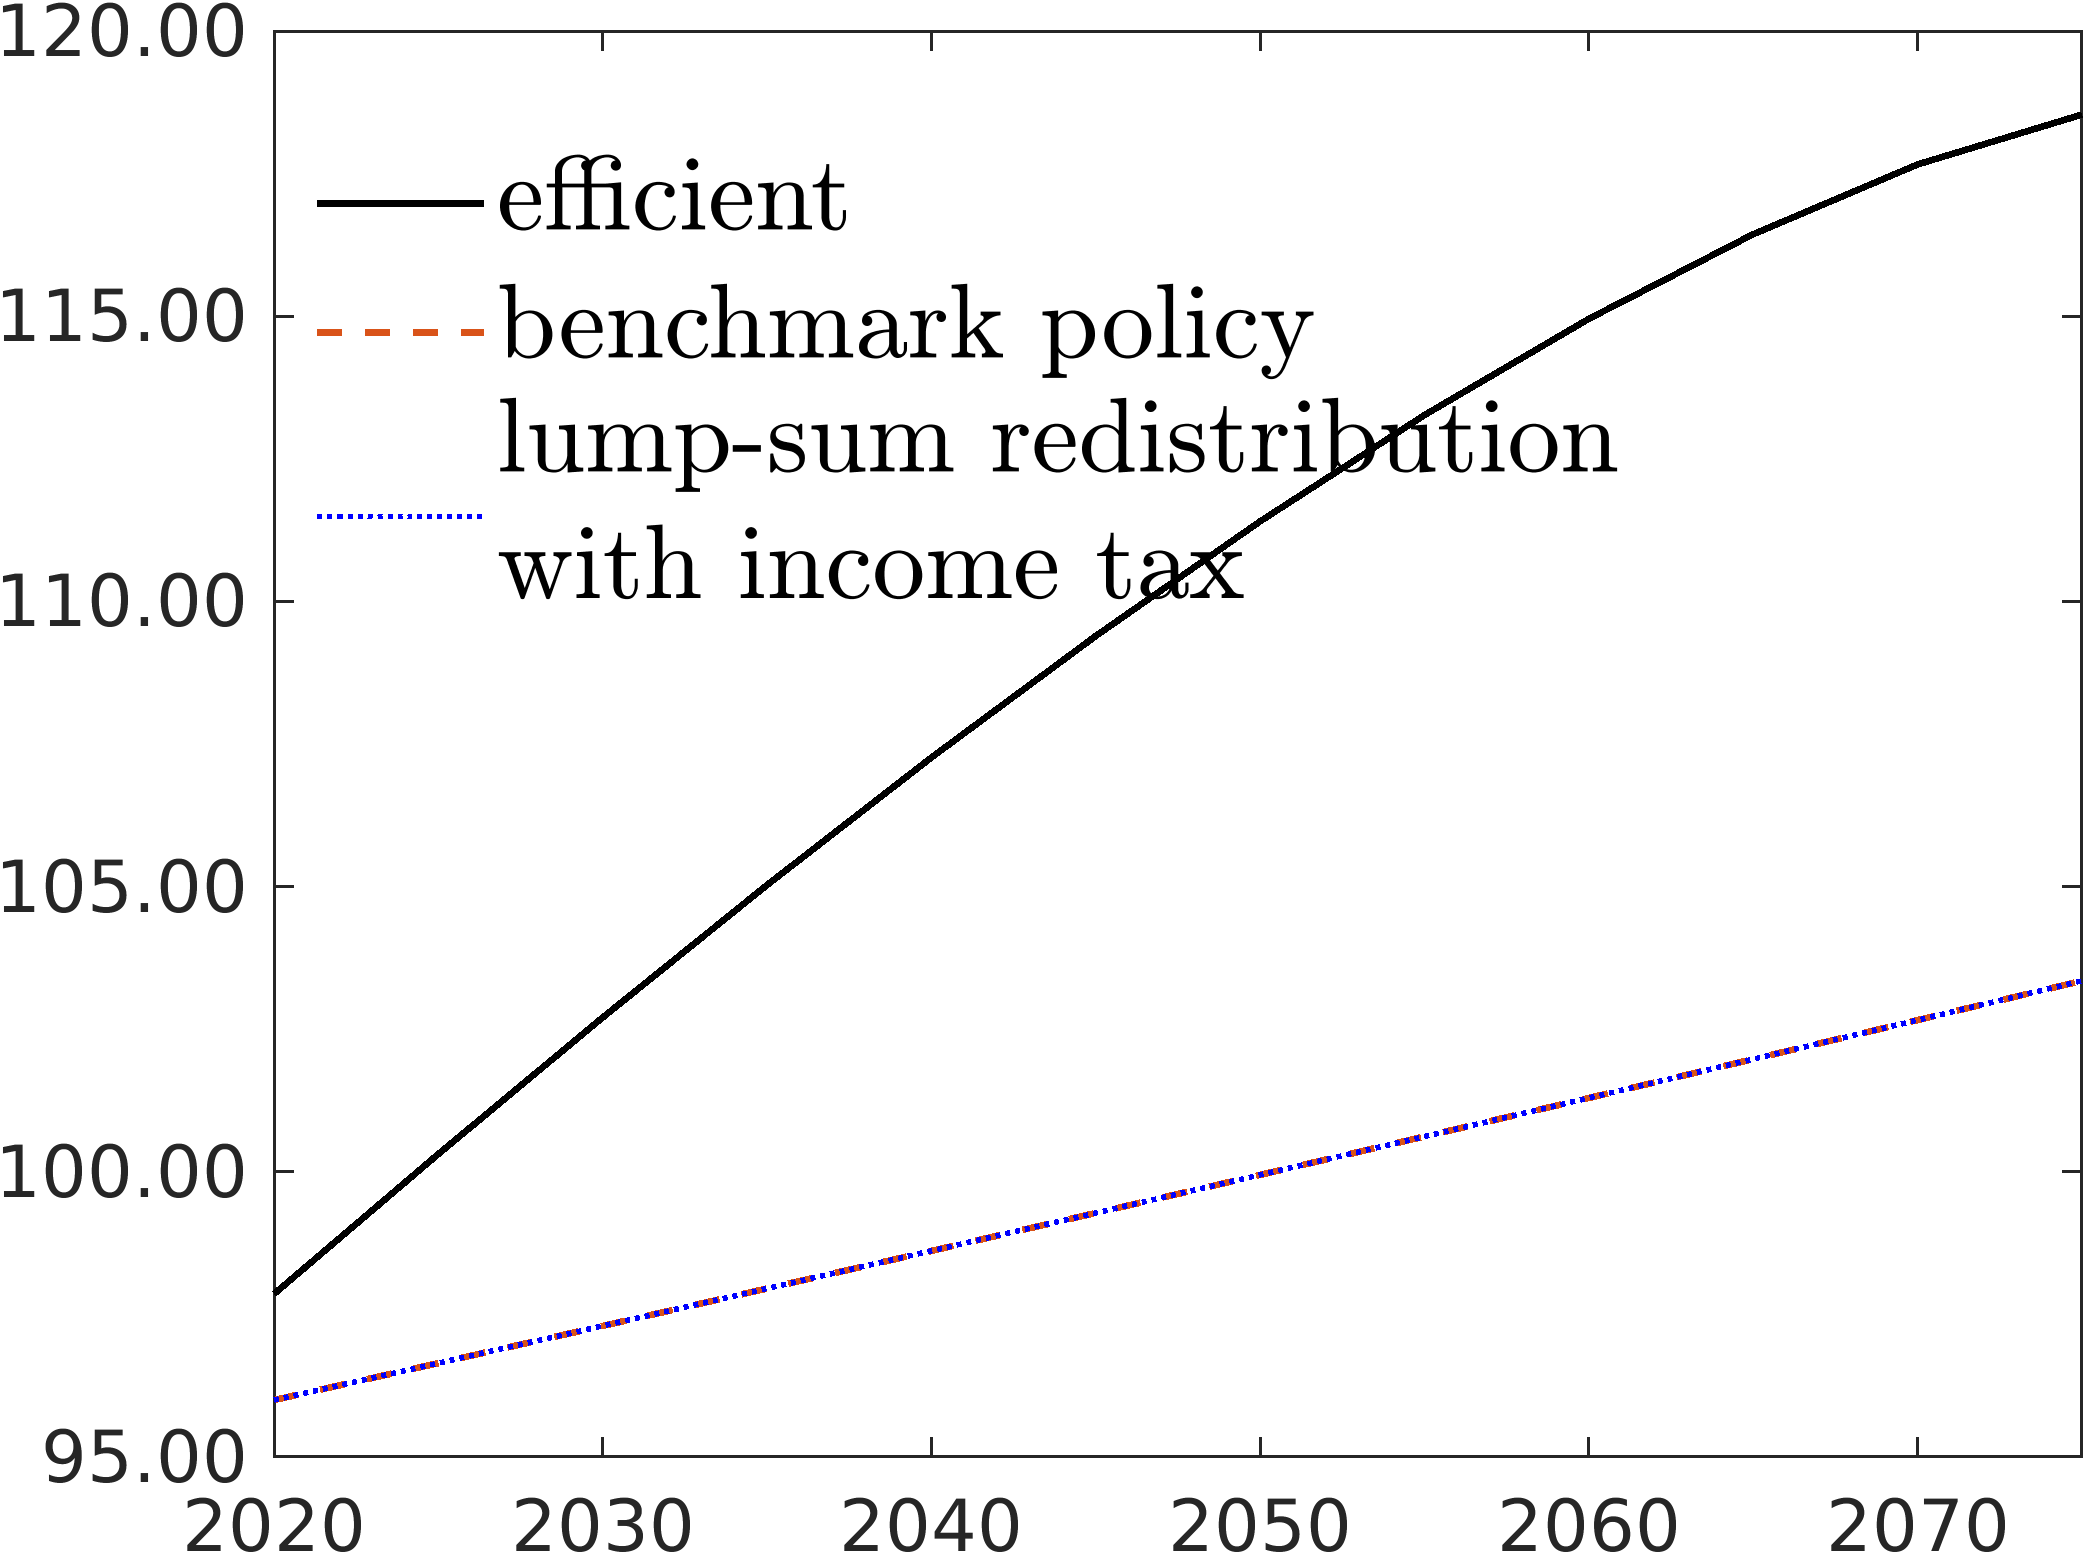 120.00
efficient
115.00
benchmark policy
lump-sum redistribution
with income tax
110.00
105.00
100.00
95.00
2020 2030 2040 2050 2060 2070